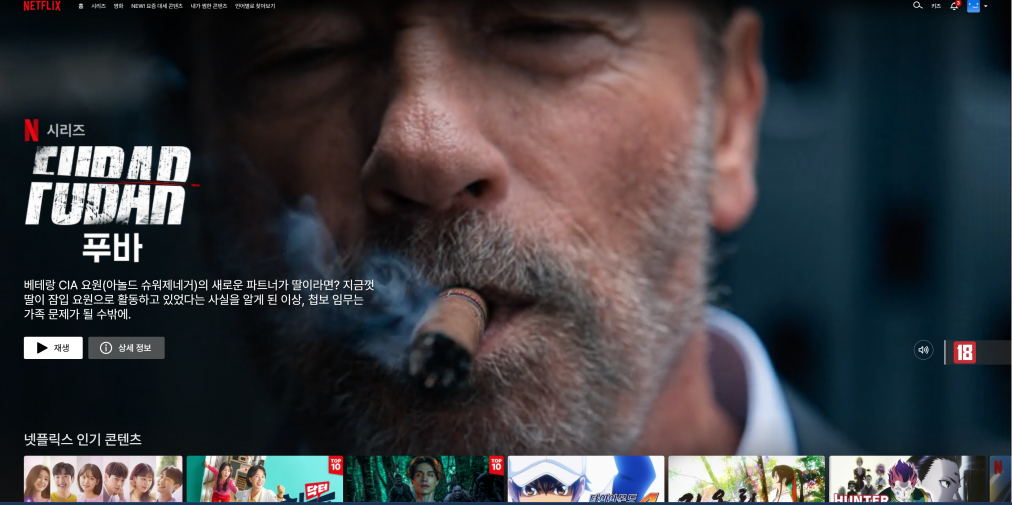 NETFLIX
홈 시리즈 영화 NEW! 요즘 대세 콘텐츠 내가 찜한 콘텐츠 언어별로 찾아보기
키즈
N 시리즈
FUBAR
푸바
베테랑 CIA 요원(아놀드 슈워제네거)의 새로운 파트너가 딸이라면? 지금껏
딸이 잠입 요원으로 활동하고 있었다는 사실을 알게 된 이상, 첩보 임무는
가족 문제가 될 수밖에.
재생 상세 정보
18
넷플릭스 인기 콘텐츠
TOP
10
TOP
10
닥터
HUNTER
N